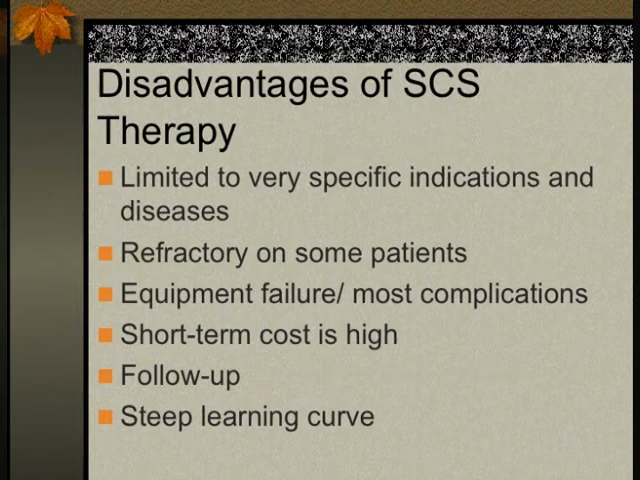 Disadvantages of SCS
Therapy
Limited to very specific indications and
diseases
Refractory on some patients
Equipment failure/ most complications
Short-term cost is high
Follow-up
Steep learning curve